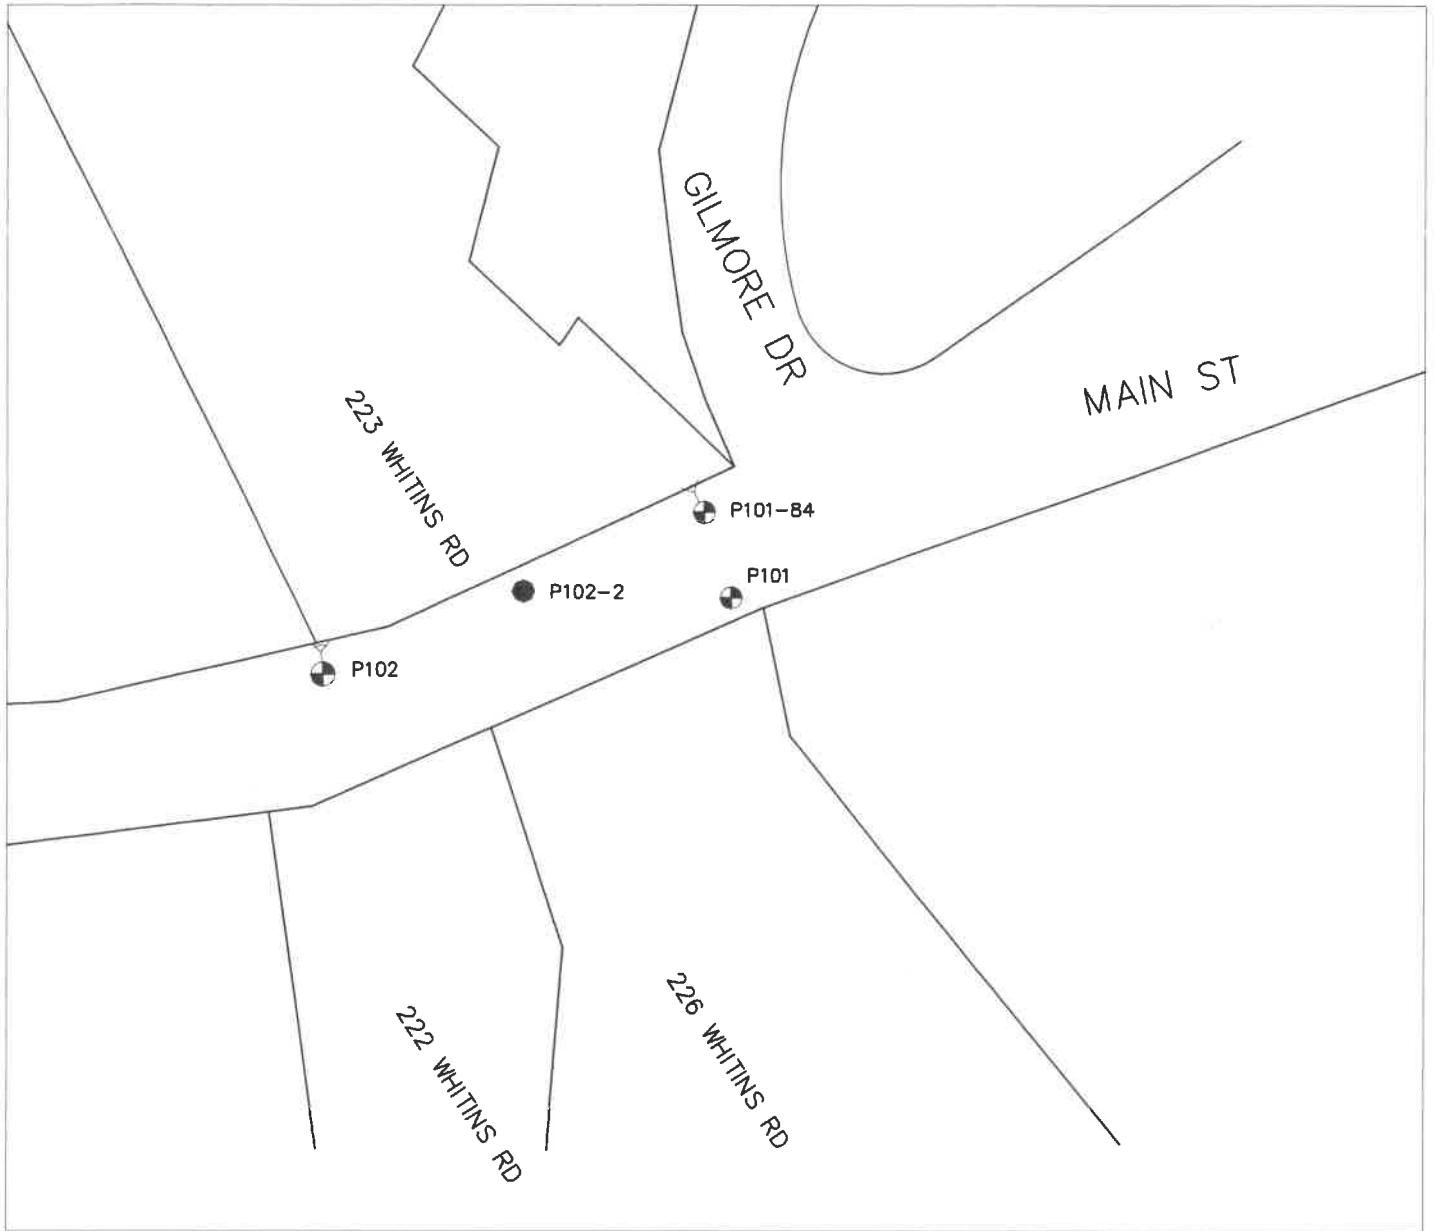 GILMORE DR
MAIN ST
223 WHITINS RD
P101-84
P101
P102-2
P102
222 WHITINS RD
226 WHITINS RD